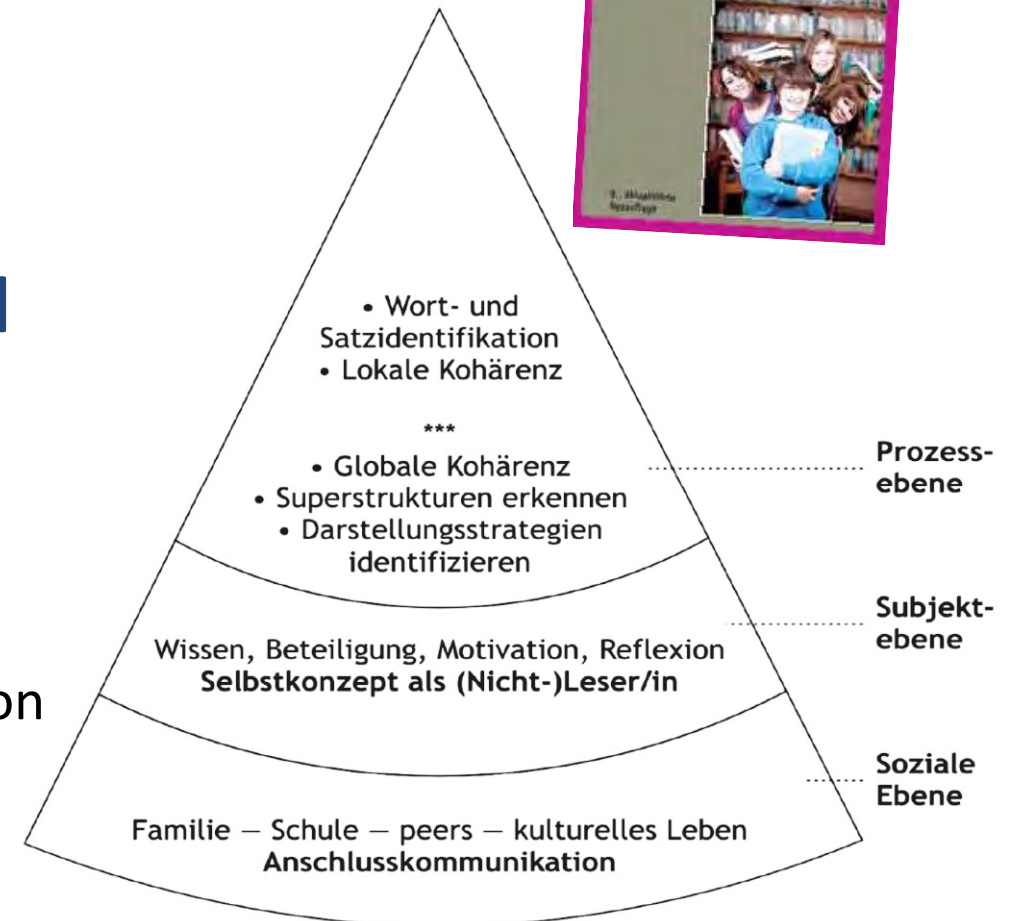 • Wort- und
Satzidentifikation
• Lokale Kohärenz
***
• Globale Kohärenz
• Superstrukturen erkennen
• Darstellungsstrategien
identifizieren
Prozess-
ebene
Wissen, Beteiligung, Motivation, Reflexion
Selbstkonzept als (Nicht-)Leser/in
Subjekt-
ebene
on
Familie – Schule – peers – kulturelles Leben
Anschlusskommunikation
Soziale
Ebene